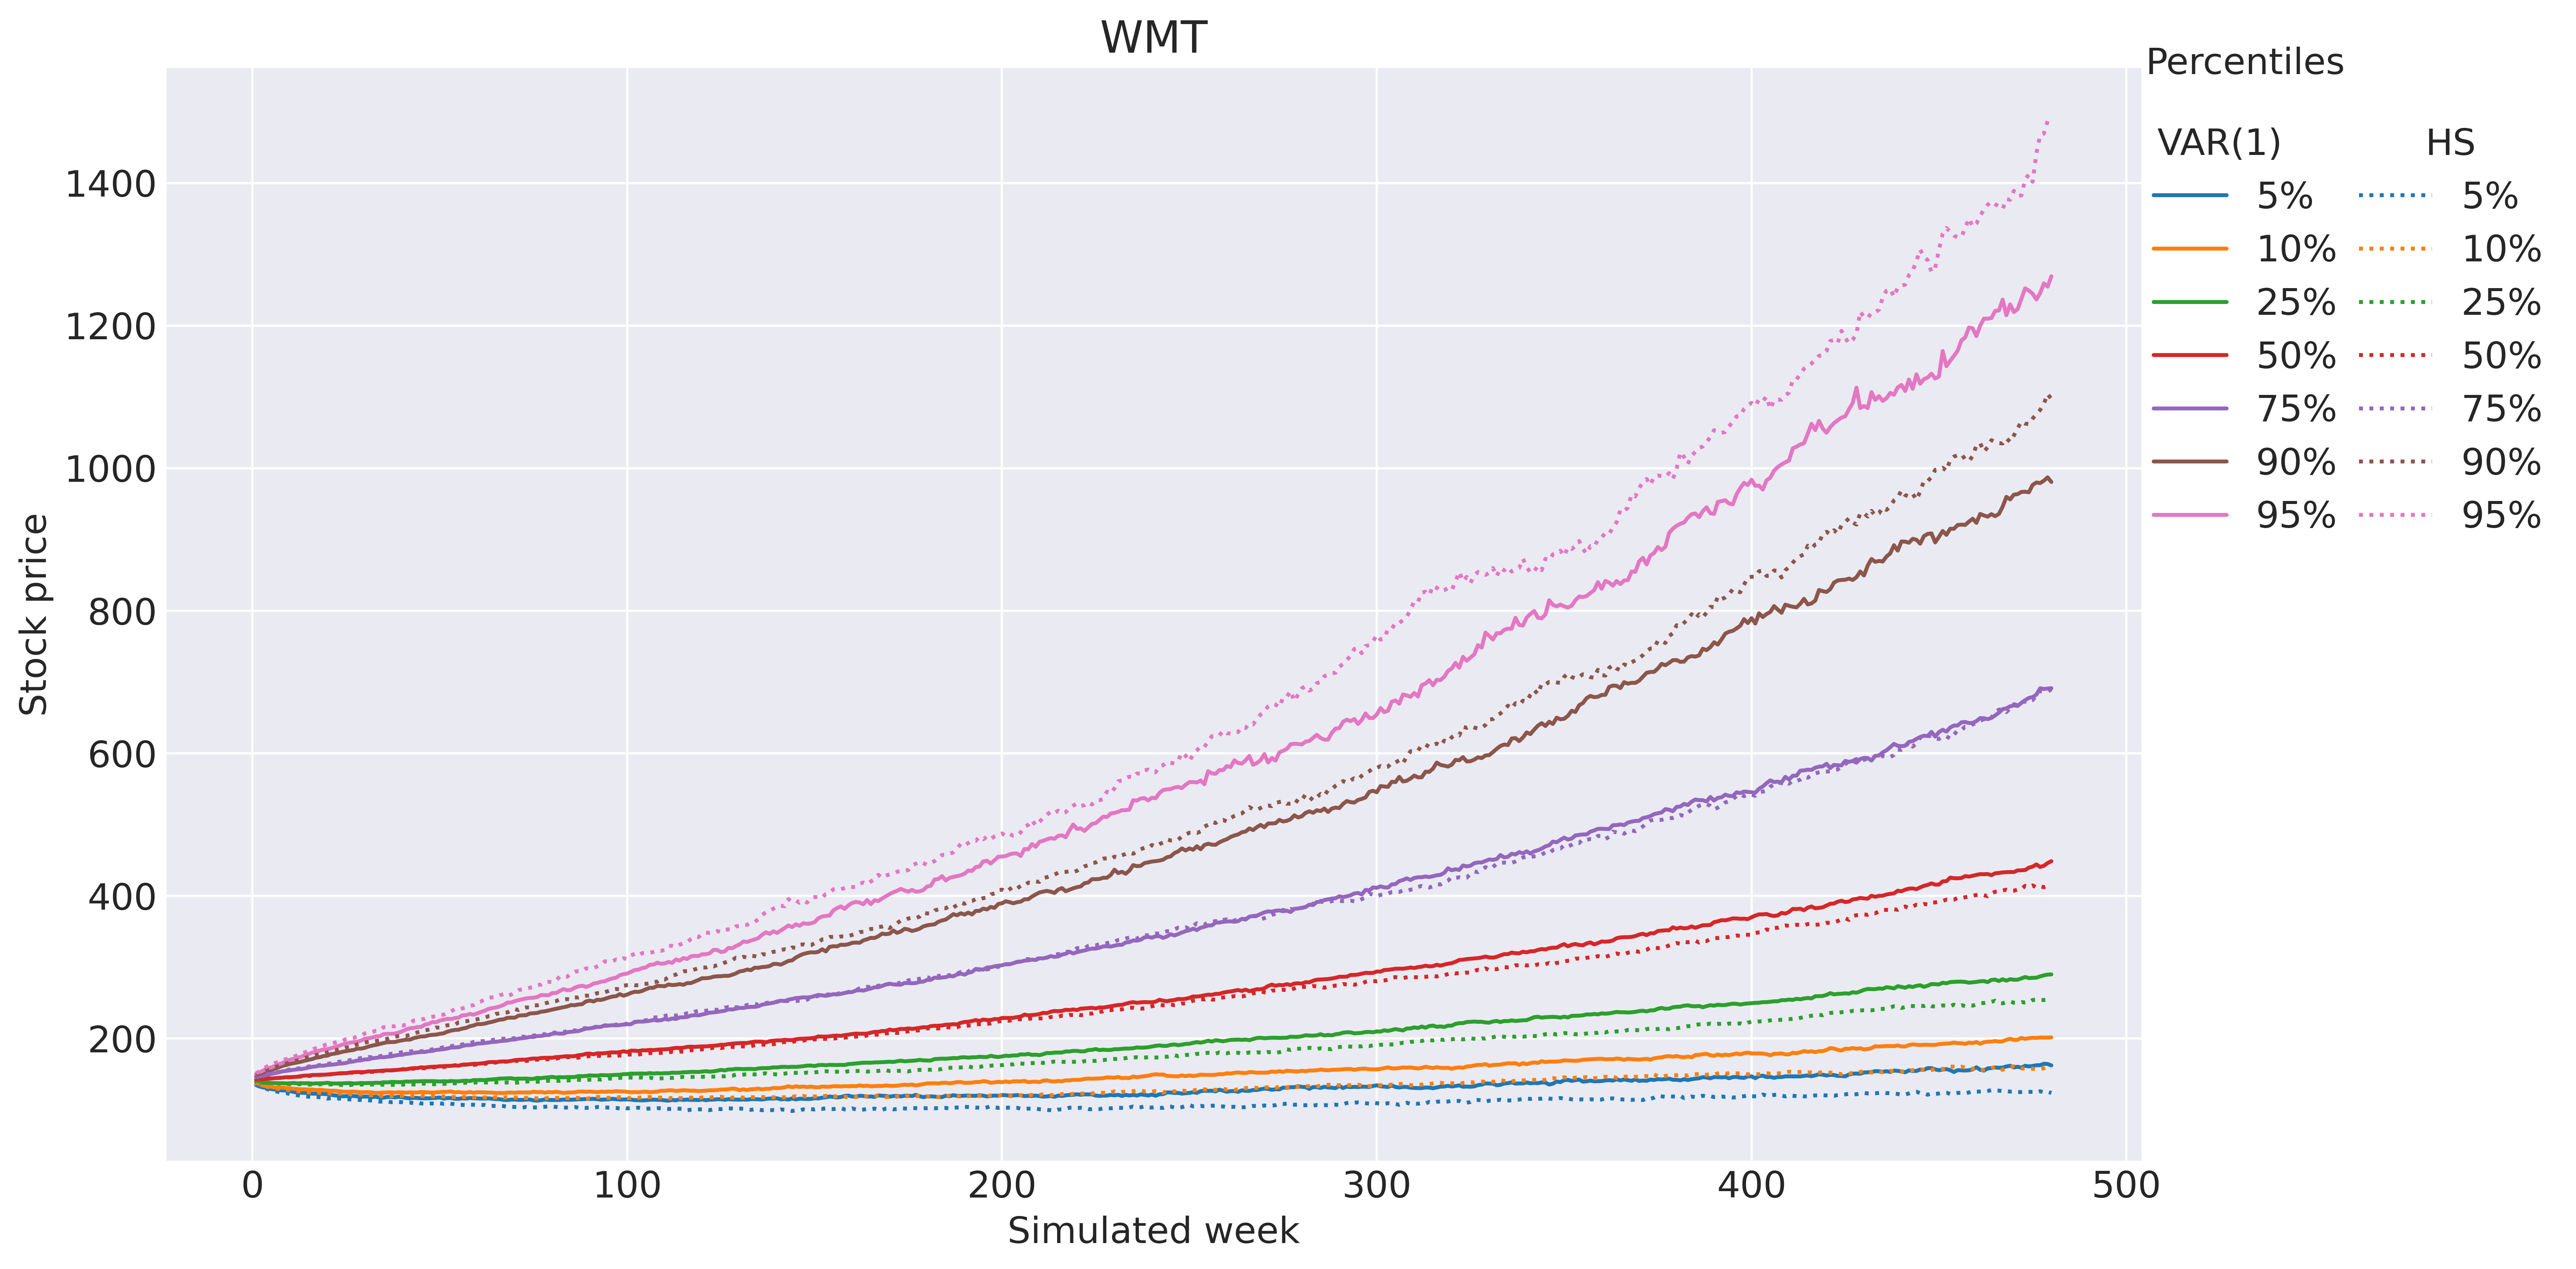 WMT
Percentiles
VAR(1) HS
5% 5%
10% 10%
25% 25%
50% 50%
75% 75%
90% 90%
95% 95%
Stock price
1400
1200
1000
800
600
400
200
0 100 200 300 400 500
Simulated week